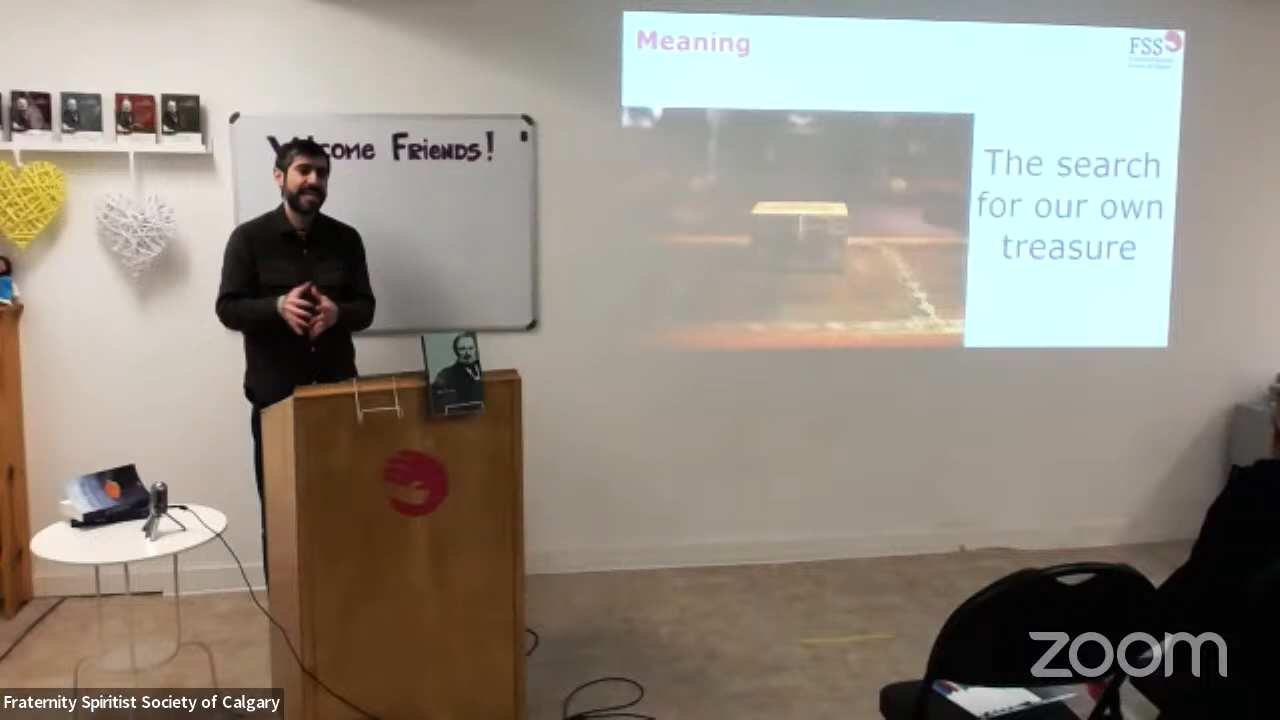 Meaning
FSS
W  come Friends!
The search
for our own
treasure
zoom
Fraternity Spiritist Society of Calgary